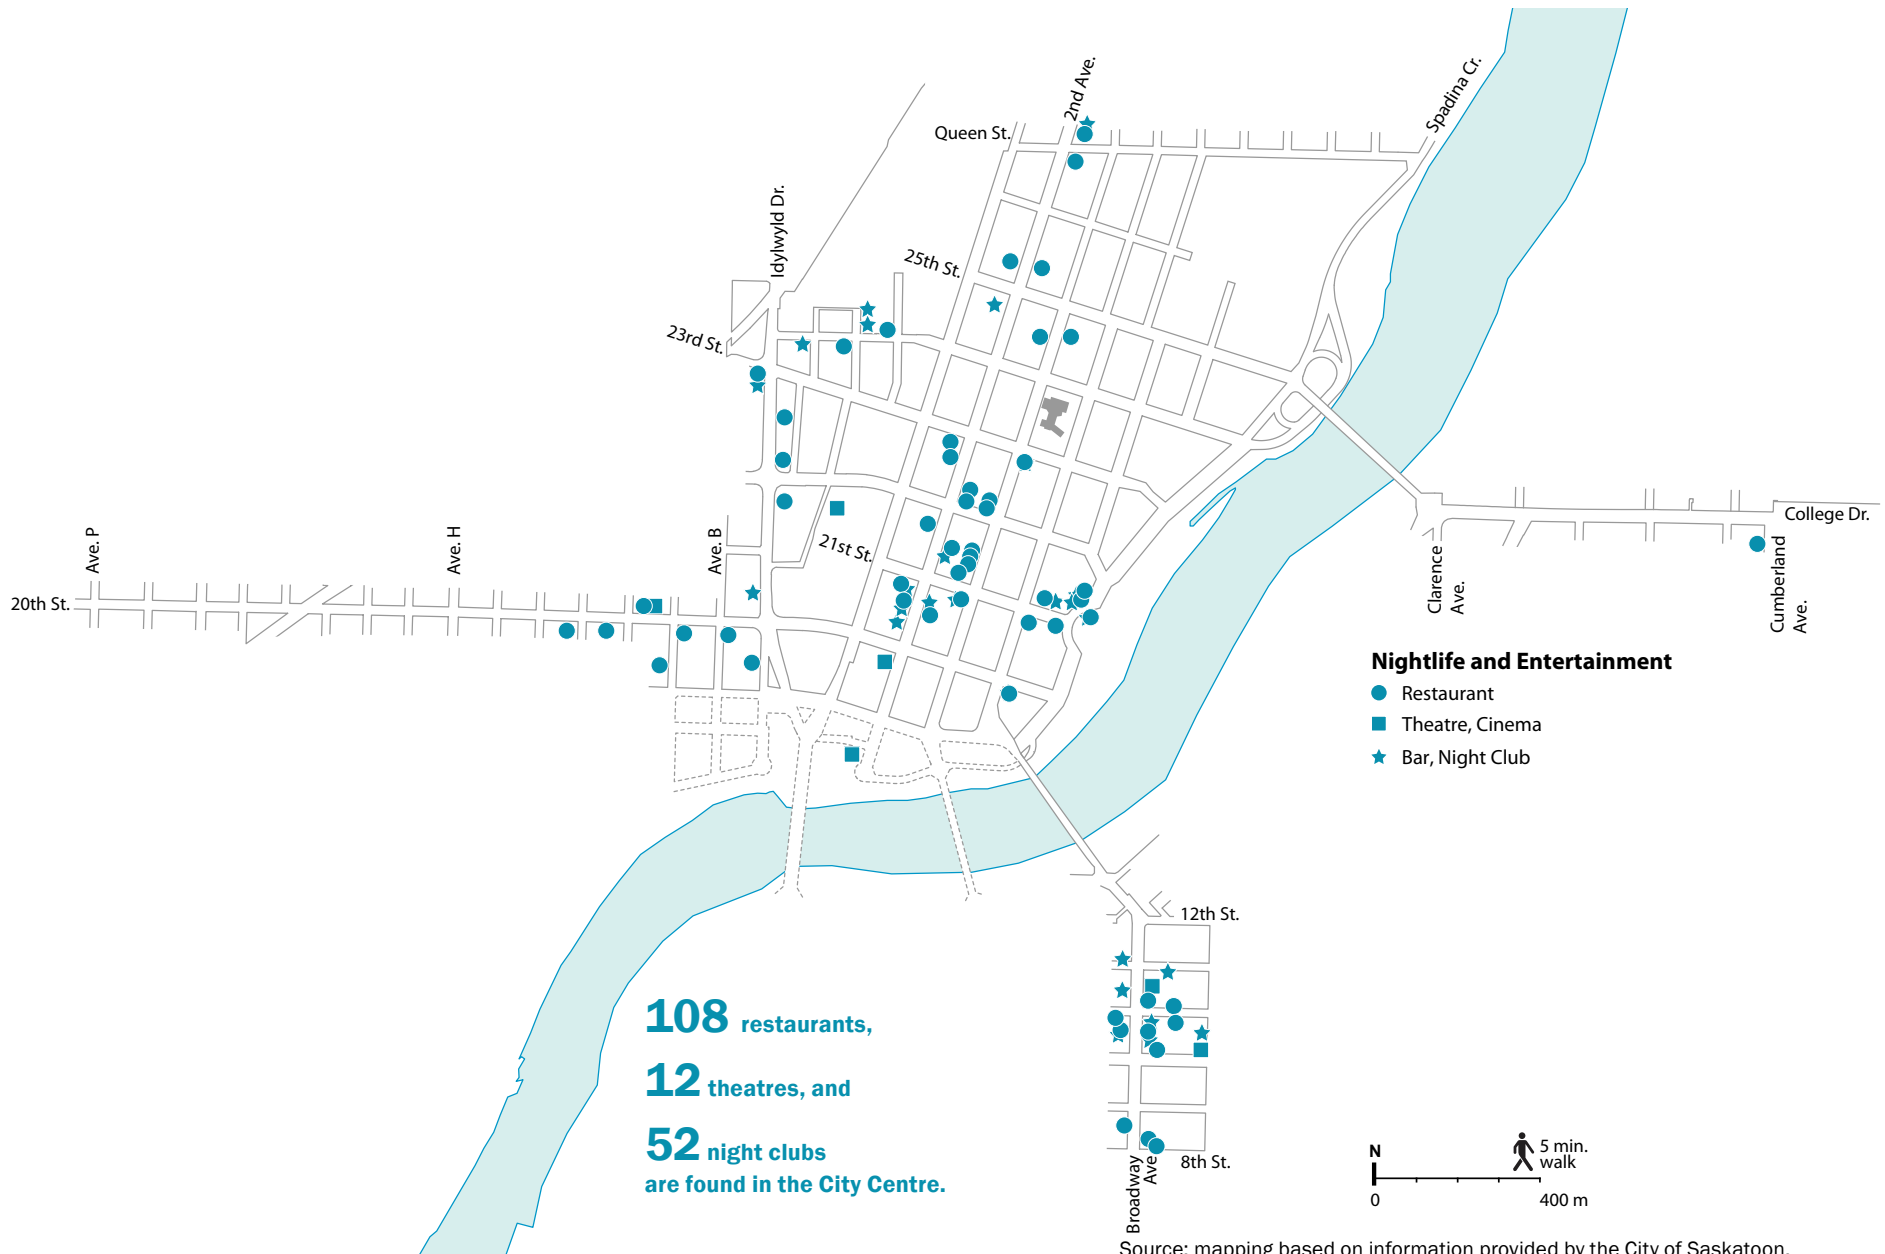 2nd Ave.
Spadina Cr.
Queen St.
Idylwyld Dr.
25th St.
23rd St.
College Dr.
Ave. P
Ave. H
Ave. B
21st St.
Clarence
Ave.
Cumberland
Ave.
20th St.
Nightlife and Entertainment
Restaurant
Theatre, Cinema
Bar, Night Club
12th St.
108 restaurants,
12 theatres, and
52 night clubs
are found in the City Centre.
Broadway
Ave
8th St.
N
5 min.
walk
0
400 m
Source: mapping based on information provided by the City of Saskatoon.